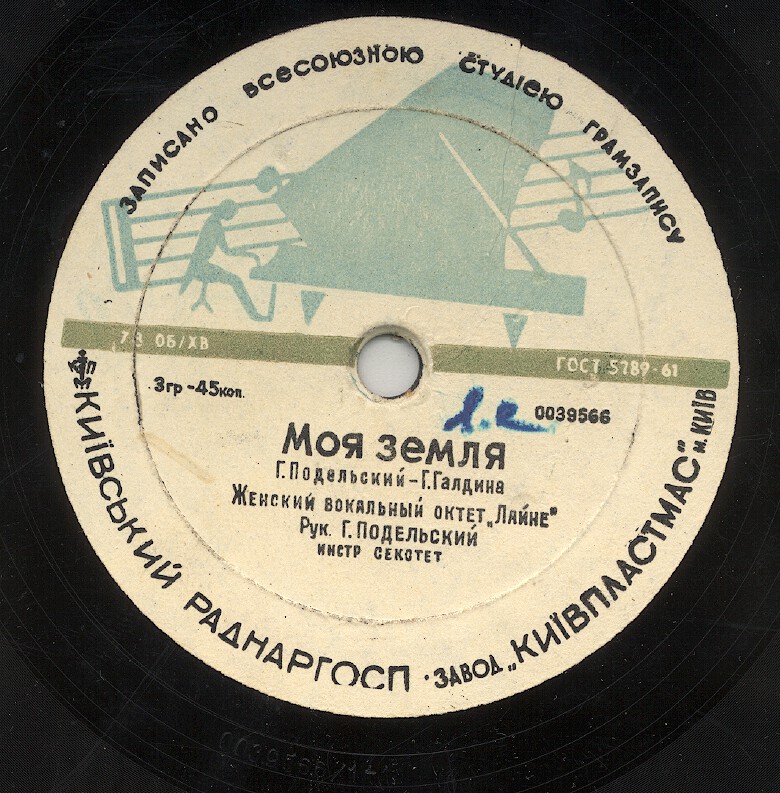 ЗАПИСАНО ВСЕСОЮЗНОЮ СТУДІЄЮ ГРАМЗАПИСУ
78 ОБ/ХВ
ГОСТ 5289-61
3гр-45коп.
0039566
Моя земля
Г.Подельский-Г.Галдина
Женский вокальный октет „Лайне"
Рук. Г.Подельский
инстр секстет
КИЇВСЬКИЙ РАДНАРГОСП · ЗАВОД „КИЇВПЛАСТМАС" м. КИЇВ